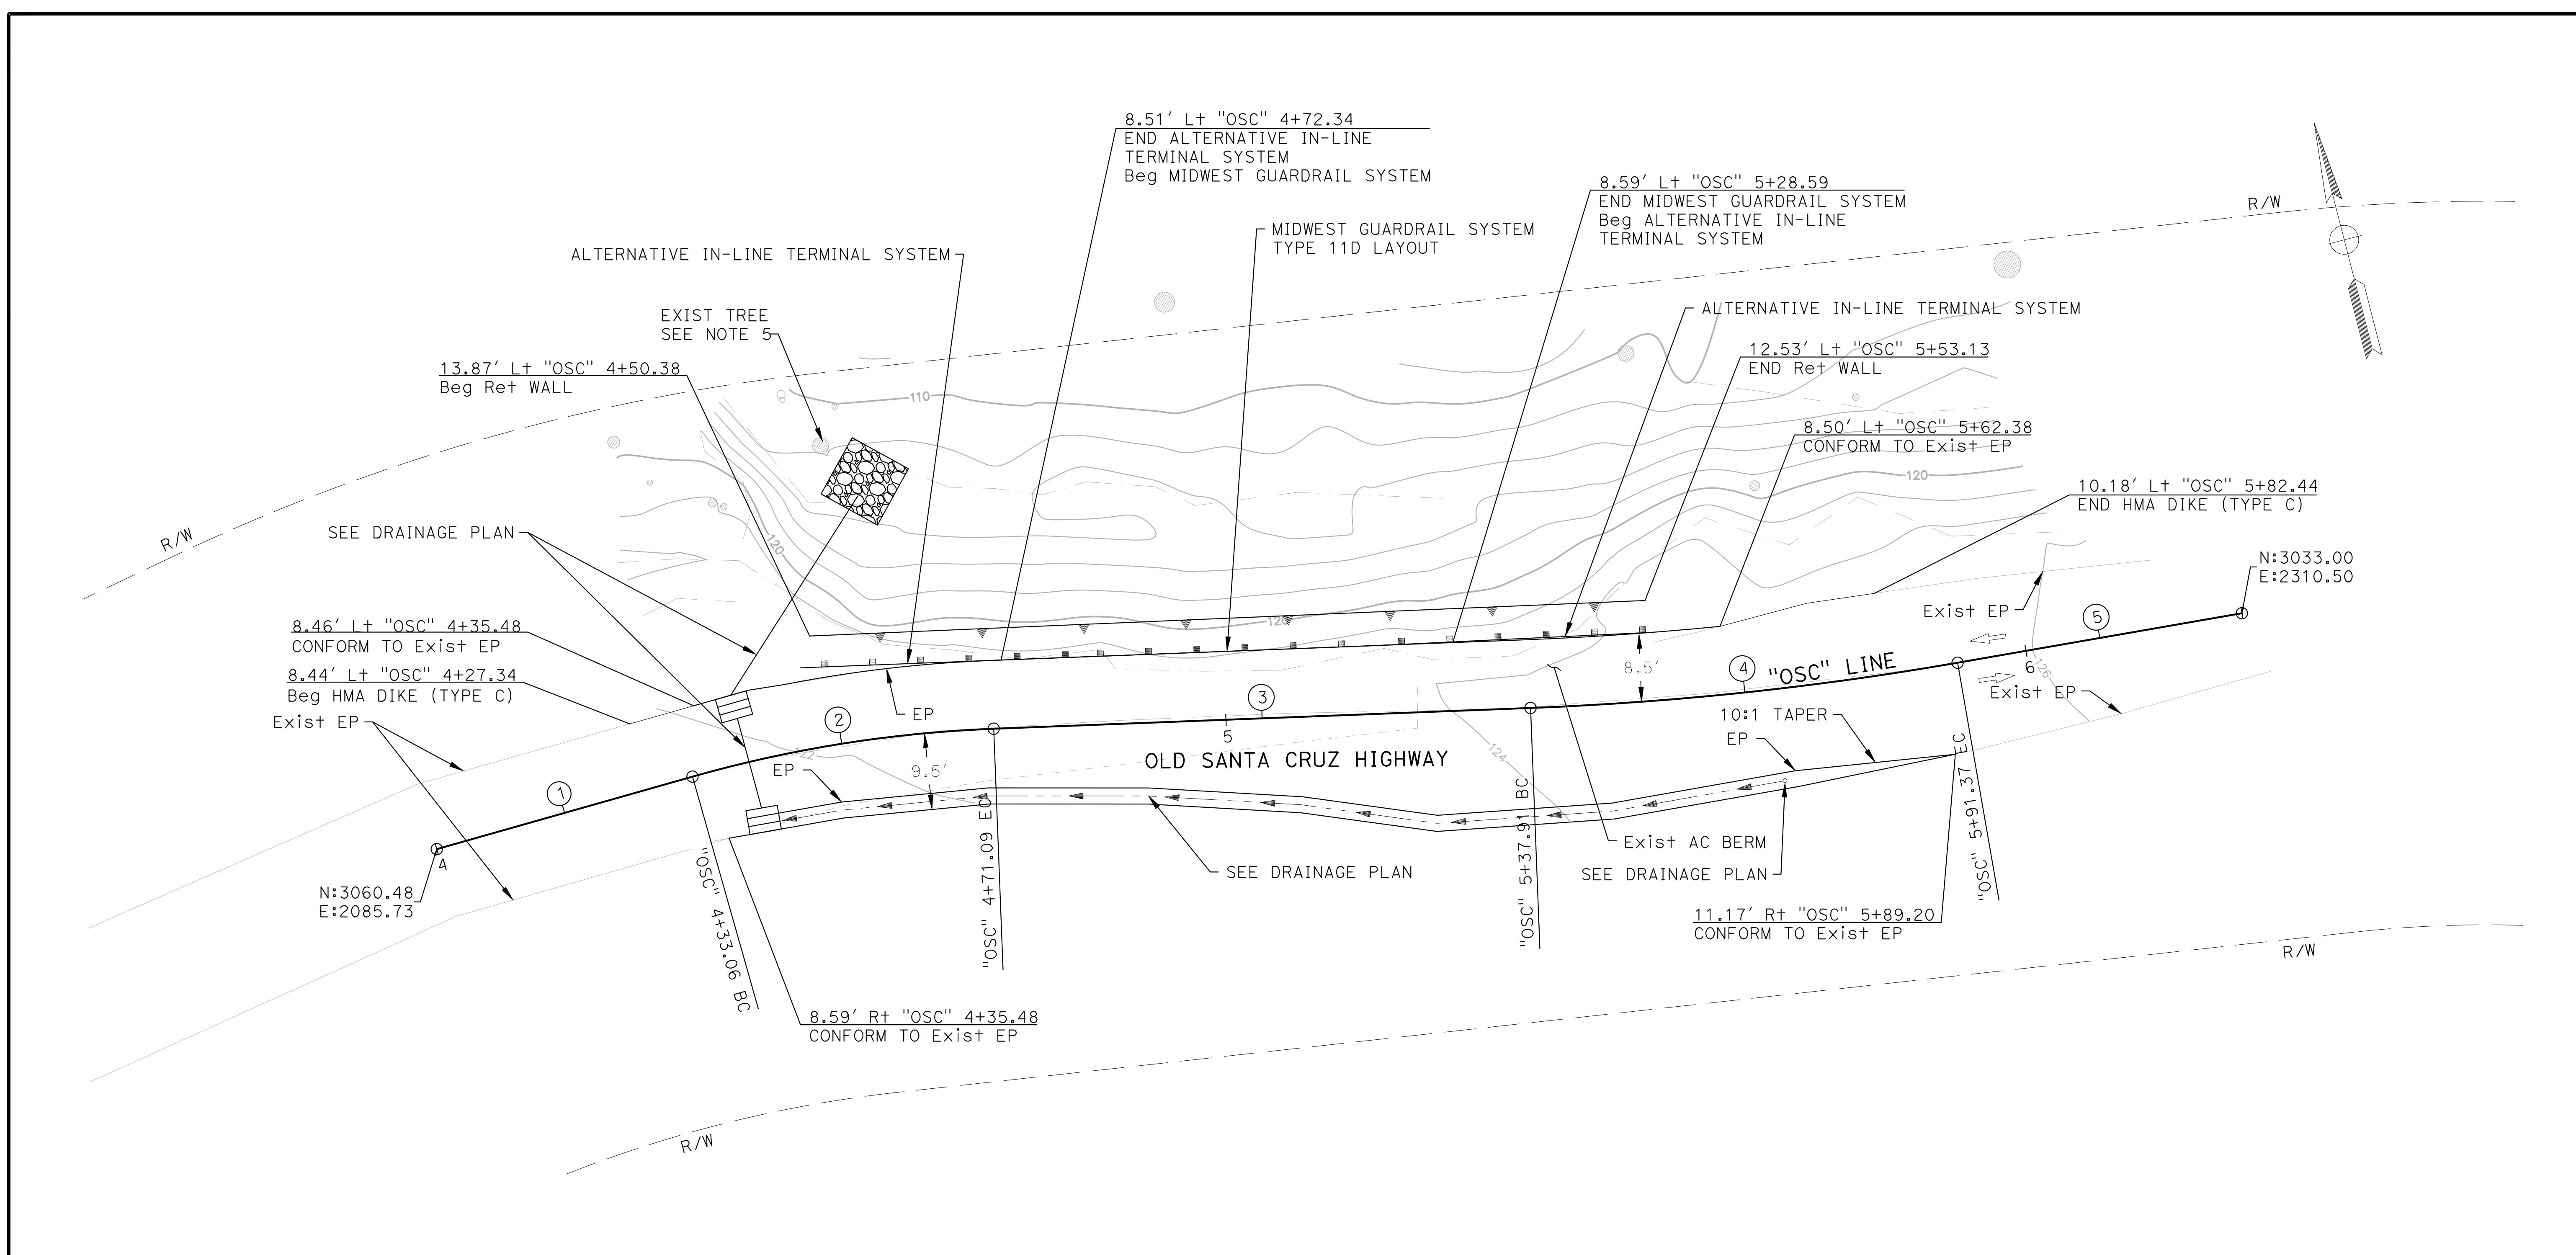 8.51′ Lt "OSC" 4+72.34
END ALTERNATIVE IN-LINE
TERMINAL SYSTEM
Beg MIDWEST GUARDRAIL SYSTEM
8.59′ Lt "OSC" 5+28.59
END MIDWEST GUARDRAIL SYSTEM
Beg ALTERNATIVE IN-LINE
TERMINAL SYSTEM
R/W
MIDWEST GUARDRAIL SYSTEM
TYPE 11D LAYOUT
ALTERNATIVE IN-LINE TERMINAL SYSTEM
EXIST TREE
SEE NOTE 5
ALTERNATIVE IN-LINE TERMINAL SYSTEM
13.87′ Lt "OSC" 4+50.38
Beg Ret WALL
12.53′ Lt "OSC" 5+53.13
END Ret WALL
110
8.50′ Lt "OSC" 5+62.38
CONFORM TO Exist EP
120
10.18′ Lt "OSC" 5+82.44
END HMA DIKE (TYPE C)
R/W
SEE DRAINAGE PLAN
120
N:3033.00
E:2310.50
Exist EP
120
8.46′ Lt "OSC" 4+35.48
CONFORM TO Exist EP
8.44′ Lt "OSC" 4+27.34
Beg HMA DIKE (TYPE C)
Exist EP
5
8.5′
4
"OSC" LINE
6
126
Exist EP
EP
3
2
5
10:1 TAPER
EP
122
124
OLD SANTA CRUZ HIGHWAY
EP
9.5′
1
4
N:3060.48
E:2085.73
"OSC" 4+33.06 BC
"OSC" 4+71.09 EC
"OSC" 5+37.91 BC
"OSC" 5+91.37 EC
Exist AC BERM
SEE DRAINAGE PLAN
SEE DRAINAGE PLAN
11.17′ Rt "OSC" 5+89.20
CONFORM TO Exist EP
R/W
8.59′ Rt "OSC" 4+35.48
CONFORM TO Exist EP
R/W